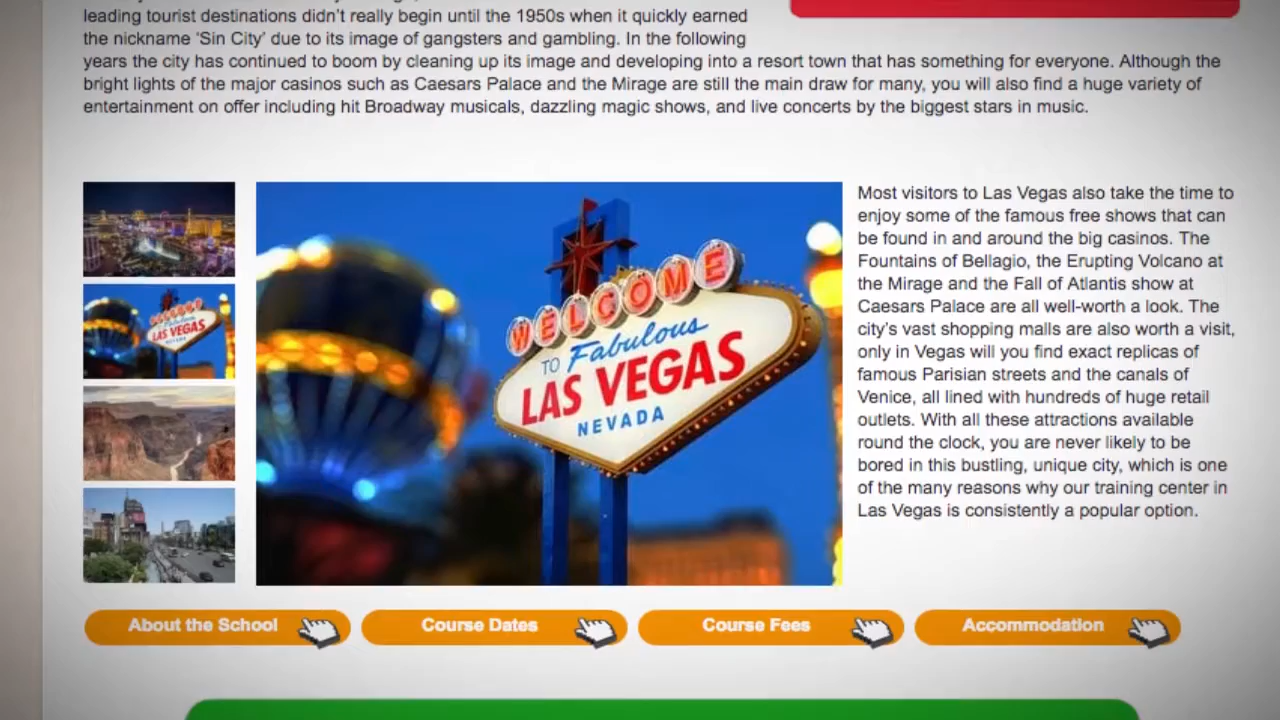 leading tourist destinations didn’t really begin until the 1950s when it quickly earned
the nickname ‘Sin City’ due to its image of gangsters and gambling. In the following
years the city has continued to boom by cleaning up its image and developing into a resort town that has something for everyone. Although the
bright lights of the major casinos such as Caesars Palace and the Mirage are still the main draw for many, you will also find a huge variety of
entertainment on offer including hit Broadway musicals, dazzling magic shows, and live concerts by the biggest stars in music.
LAS VEGAS
WELCOME
TO Fabulous
LAS VEGAS
NEVADA
Most visitors to Las Vegas also take the time to
enjoy some of the famous free shows that can
be found in and around the big casinos. The
Fountains of Bellagio, the Erupting Volcano at
the Mirage and the Fall of Atlantis show at
Caesars Palace are all well-worth a look. The
city’s vast shopping malls are also worth a visit,
only in Vegas will you find exact replicas of
famous Parisian streets and the canals of
Venice, all lined with hundreds of huge retail
outlets. With all these attractions available
round the clock, you are never likely to be
bored in this bustling, unique city, which is one
of the many reasons why our training center in
Las Vegas is consistently a popular option.
About the School
Course Dates
Course Fees
Accommodation